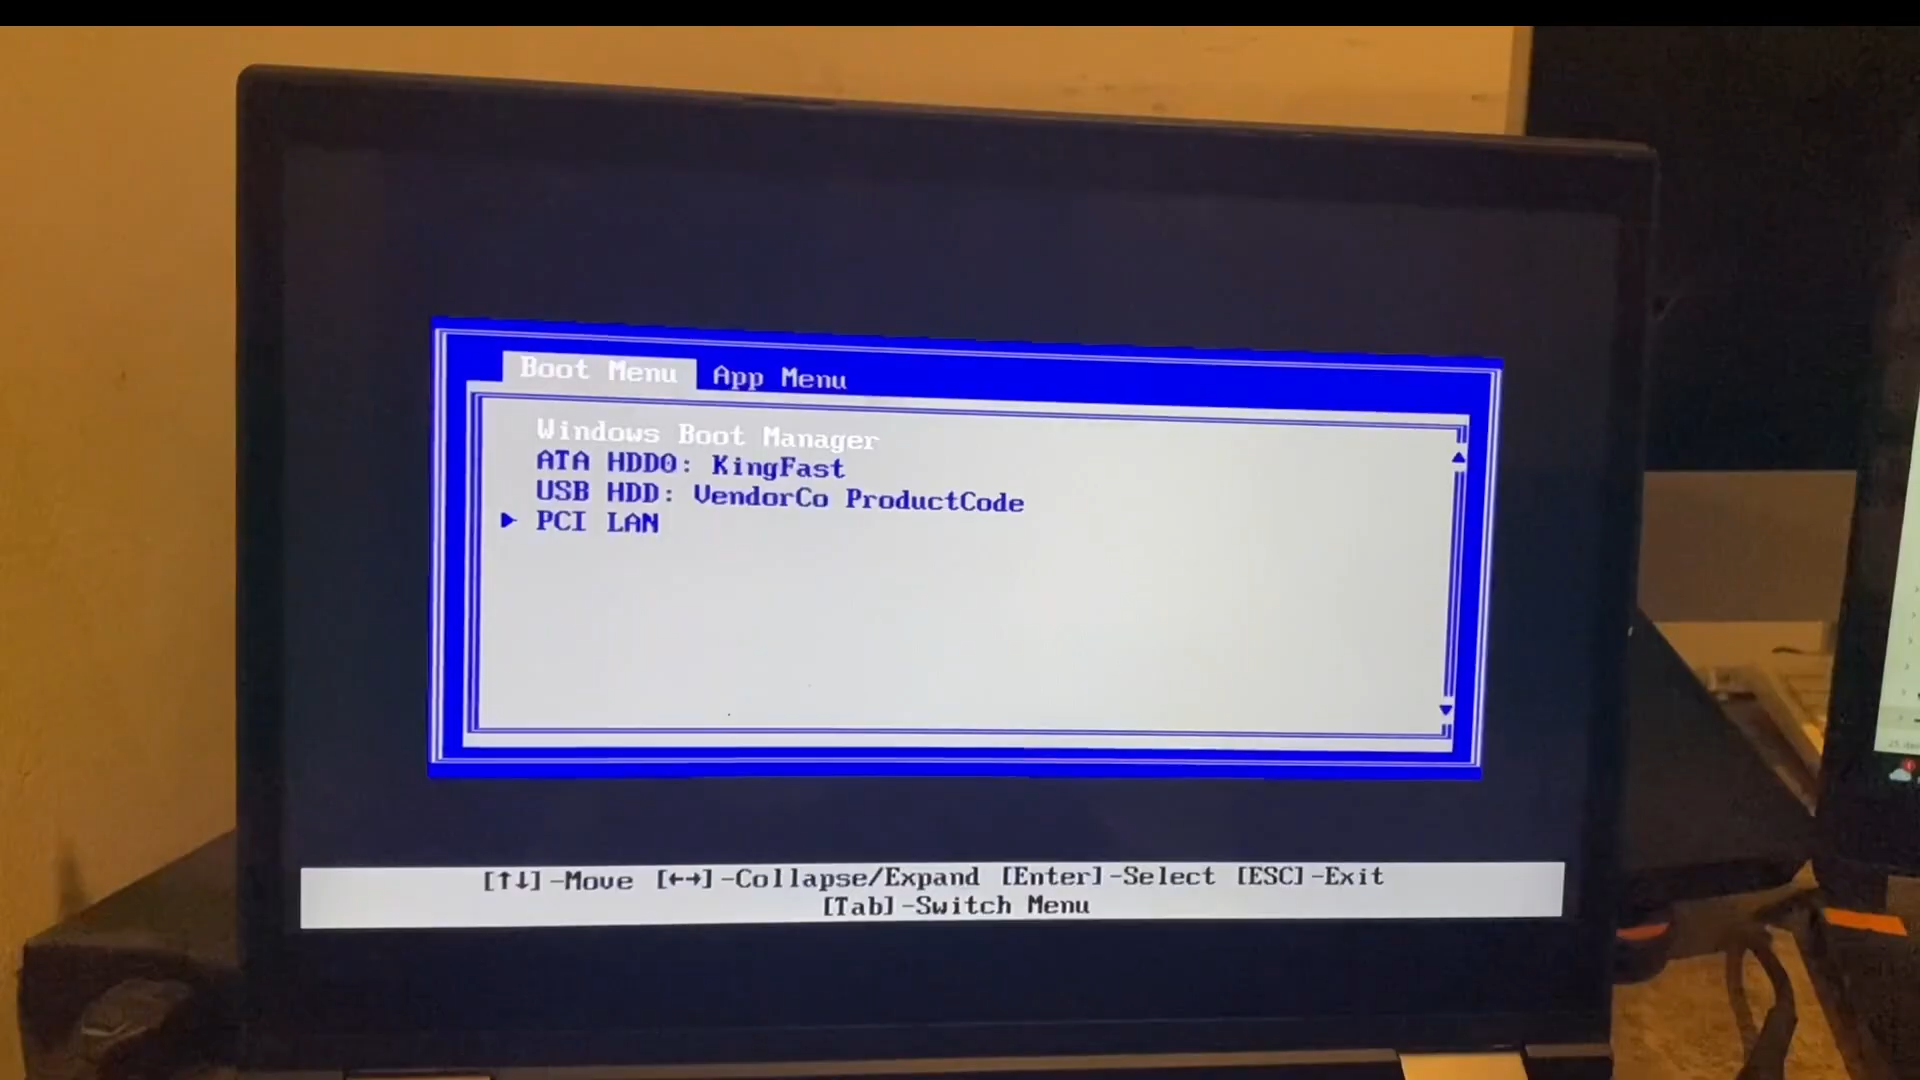 Boot Menu App Menu
Windows Boot Manager
ATA HDD0: KingFast
USB HDD: VendorCo ProductCode
PCI LAN
[↑↓]-Move [←→]-Collapse/Expand [Enter]-Select [ESC]-Exit
[Tab]-Switch Menu